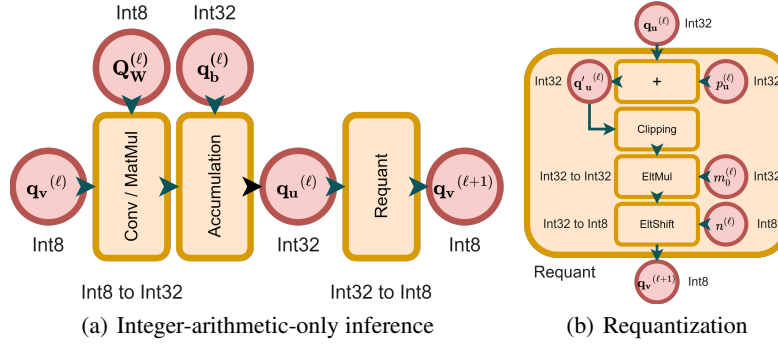 Int8
Int32
Q_W^(ℓ)
q_b^(ℓ)
q_v^(ℓ)
Conv / MatMul
Accumulation
q_u^(ℓ)
Requant
q_v^(ℓ+1)
Int8
Int32
Int8
Int8 to Int32
Int32 to Int8
(a) Integer-arithmetic-only inference
q_u^(ℓ)
Int32
Int32
q'_u^(ℓ)
+
p_u^(ℓ)
Int32
Clipping
Int32 to Int32
EltMul
m_0^(ℓ)
Int32
Int32 to Int8
EltShift
n^(ℓ)
Int8
Requant
q_v^(ℓ+1)
Int8
(b) Requantization